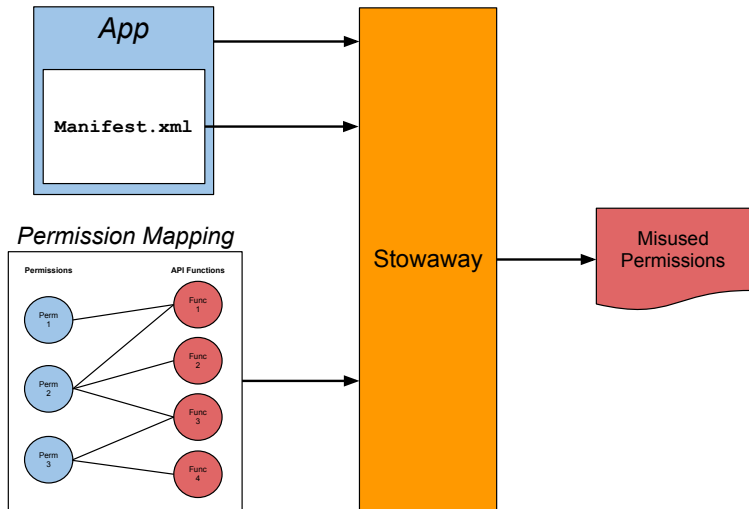 App
Manifest.xml
Permission Mapping
Permissions
API Functions
Perm
1
Perm
2
Perm
3
Func
1
Func
2
Func
3
Func
4
Stowaway
Misused
Permissions